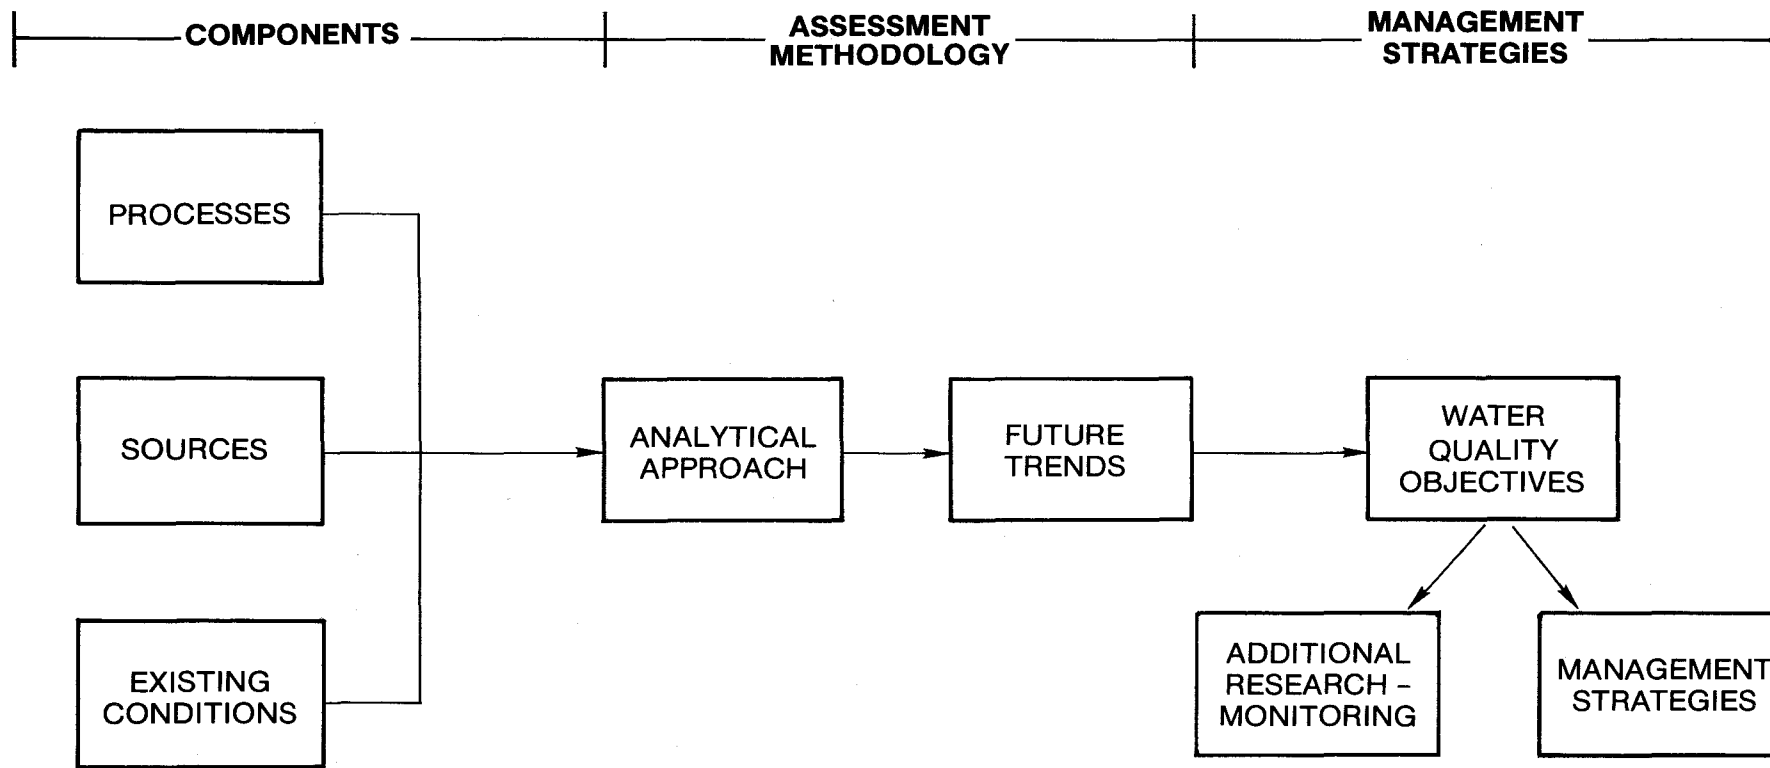 COMPONENTS
ASSESSMENT
METHODOLOGY
MANAGEMENT
STRATEGIES
PROCESSES
SOURCES
EXISTING
CONDITIONS
ANALYTICAL
APPROACH
FUTURE
TRENDS
WATER
QUALITY
OBJECTIVES
ADDITIONAL
RESEARCH –
MONITORING
MANAGEMENT
STRATEGIES